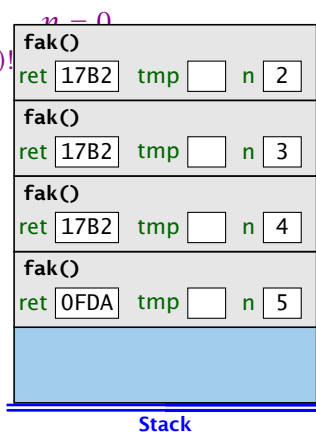 n = 0
)!
fak()
ret 17B2 tmp n 2
fak()
ret 17B2 tmp n 3
fak()
ret 17B2 tmp n 4
fak()
ret 0FDA tmp n 5
Stack